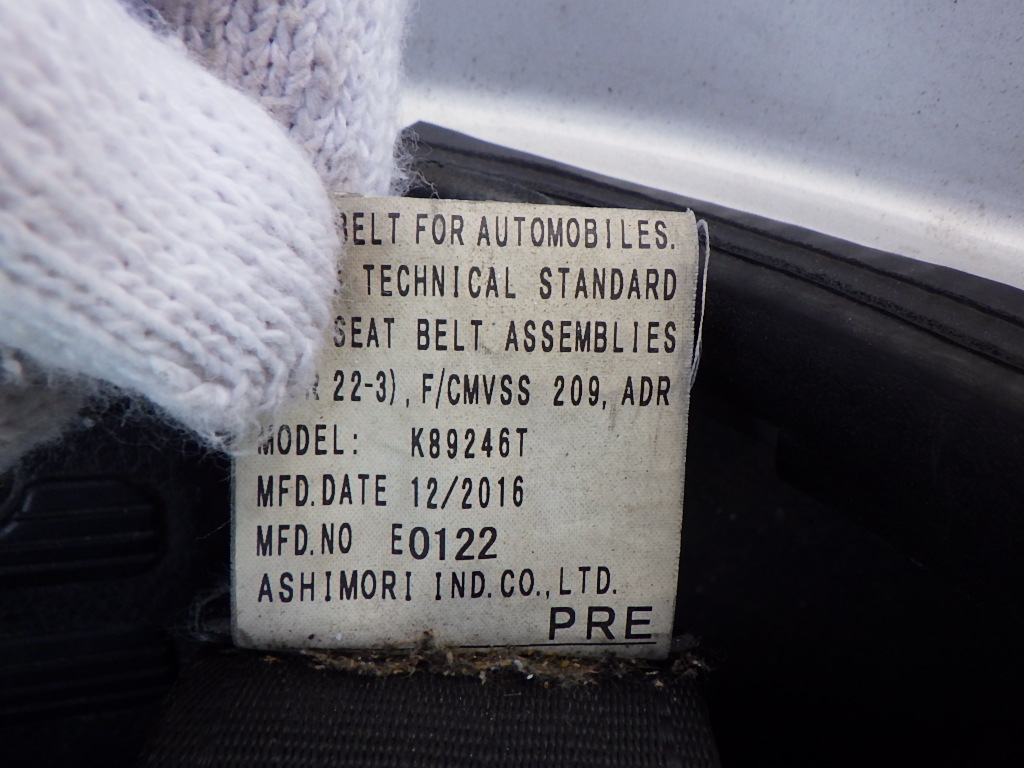 BELT FOR AUTOMOBILES.
TECHNICAL STANDARD
SEAT BELT ASSEMBLIES
22-3), F/CMVSS 209, ADR
MODEL: K89246T
MFD.DATE 12/2016
MFD.NO E0122
ASHIMORI IND.CO.,LTD.
PRE